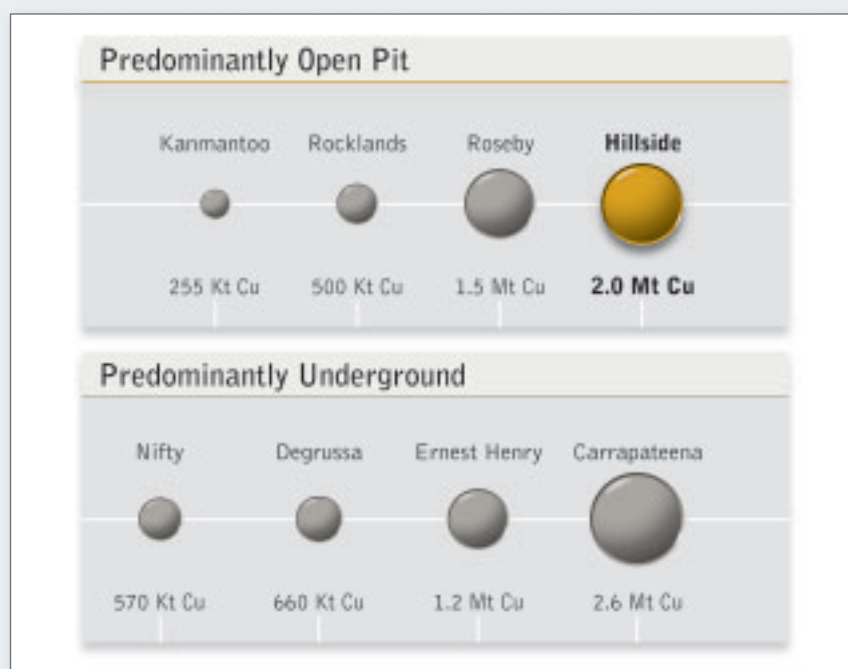 Predominantly Open Pit
Kanmantoo Rocklands Roseby Hillside
255 Kt Cu 500 Kt Cu 1.5 Mt Cu 2.0 Mt Cu
Predominantly Underground
Nifty Degrussa Ernest Henry Carrapateena
570 Kt Cu 660 Kt Cu 1.2 Mt Cu 2.6 Mt Cu